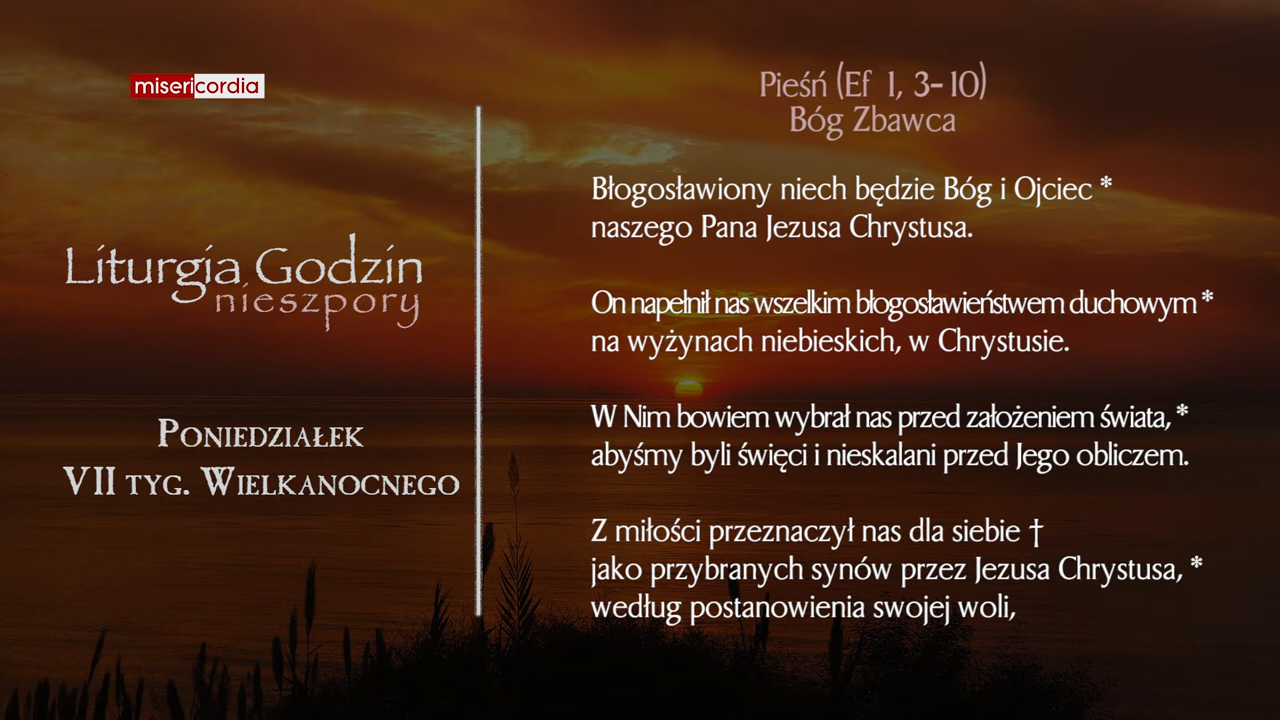 misericordia
Liturgia Godzin
nieszpory
Poniedziałek
VII tyg. Wielkanocnego
Pieśń (Ef 1, 3-10)
Bóg Zbawca
Błogosławiony niech będzie Bóg i Ojciec *
naszego Pana Jezusa Chrystusa.
On napełnił nas wszelkim błogosławieństwem duchowym *
na wyżynach niebieskich, w Chrystusie.
W Nim bowiem wybrał nas przed założeniem świata, *
abyśmy byli święci i nieskalani przed Jego obliczem.
Z miłości przeznaczył nas dla siebie †
jako przybranych synów przez Jezusa Chrystusa, *
według postanowienia swojej woli,